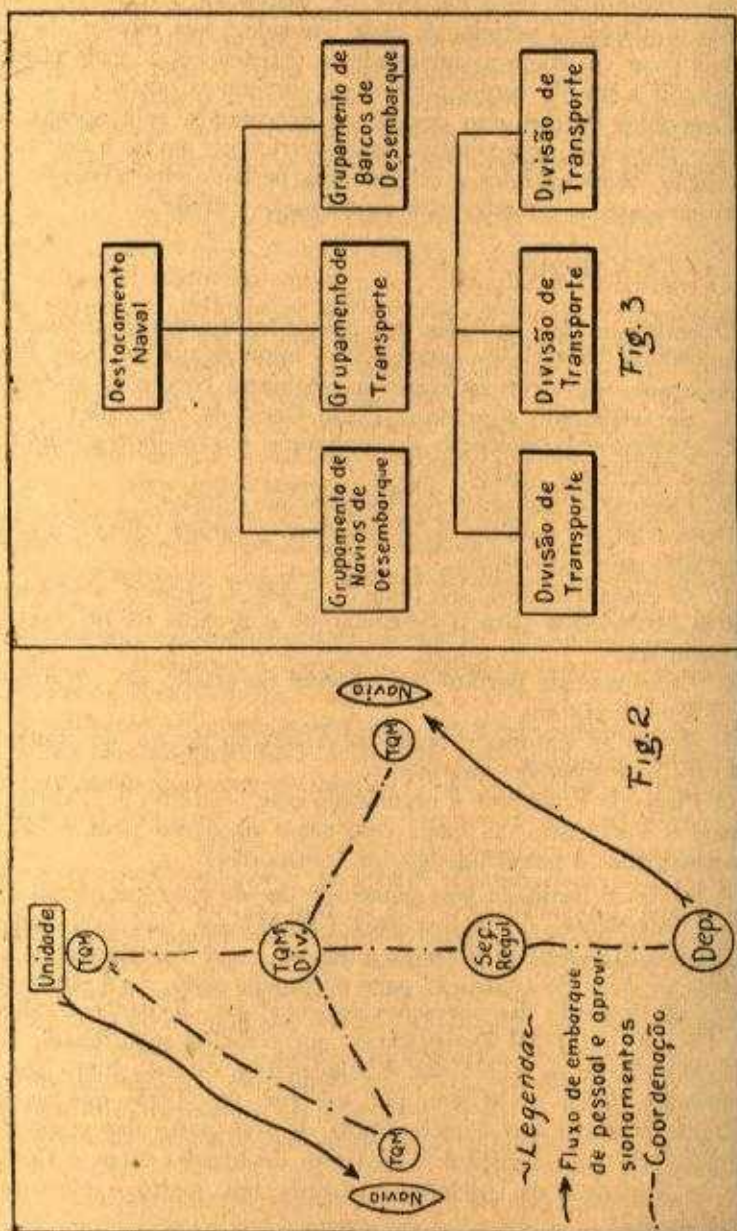 Unidade
TQM
TQM
Div.
TQM
TQM
Navio
Navio
Seç.
Regul
Dep.
~Legenda~
Fluxo de embarque
de pessoal e aprovi-
sionamentos
Coordenação
Fig.2
Destacamento
Naval
Grupamento de
Navios de
Desembarque
Grupamento de
Transporte
Grupamento de
Barcos de
Desembarque
Divisão de
Transporte
Divisão de
Transporte
Divisão de
Transporte
Fig. 3